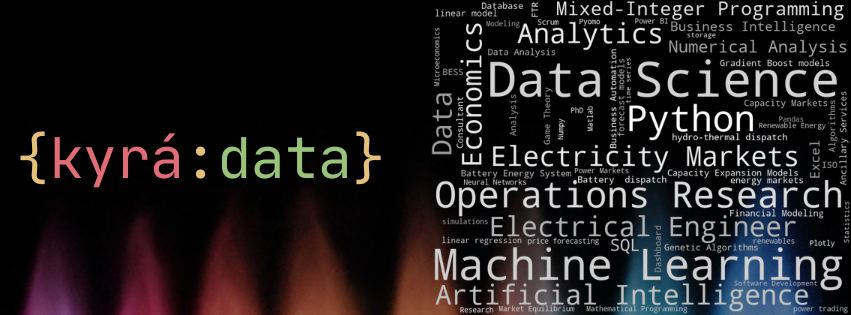 {kyrá:data}
Database
FTR
Mixed-Integer Programming
linear model
Modeling
Scrum
Pyomo
Power BI
Business Intelligence
storage
Microeconomics
Economics
Analytics
Numerical Analysis
Data Analysis
Gradient Boost models
BESS
Data Science
Business Automation
forecast models
time series
Data
Consultant
Analysis
Game Theory
Numpy
PhD
Matlab
Python
Capacity Markets
Pandas
Renewable Energy
Algorithms
Ancillary Services
hydro-thermal dispatch
Electricity Markets
Excel
ISO
Battery Energy System
Power Markets
Capacity Expansion Models
Neural Networks
Battery dispatch
energy markets
Operations Research
Financial Modeling
Statistics
simulations
Electrical Engineer
linear regression
price forecasting
SQL
Dashboard
Genetic Algorithms
renewables
Plotly
Machine Learning
Software Development
Artificial Intelligence
Research
Market Equilibrium
Mathematical Programming
power trading